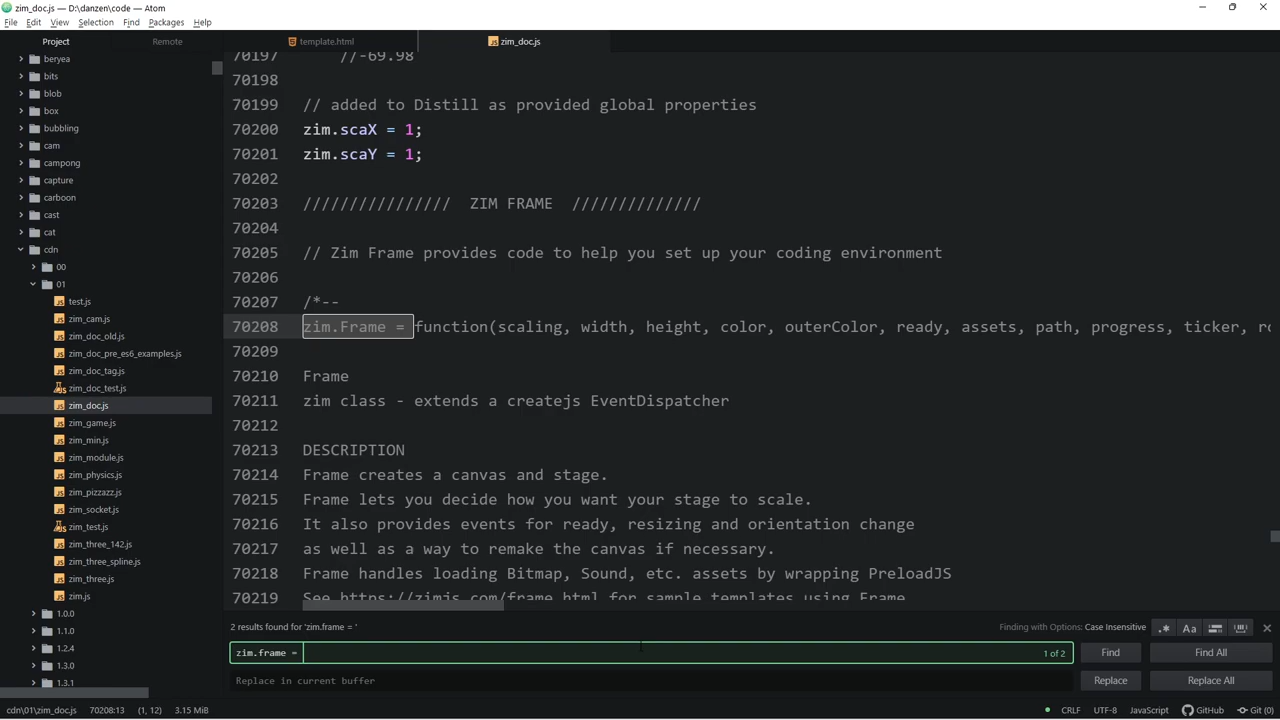 zim_doc.js — D:\danzen\code — Atom
File Edit View Selection Find Packages Help
Project Remote template.html zim_doc.js
beryea
bits
blob
box
bubbling
cam
campong
capture
carboon
cast
cat
cdn
00
01
test.js
zim_cam.js
zim_doc_old.js
zim_doc_pre_es6_examples.js
zim_doc_tag.js
zim_doc_test.js
zim_doc.js
zim_game.js
zim_min.js
zim_module.js
zim_physics.js
zim_pizzazz.js
zim_socket.js
zim_test.js
zim_three_142.js
zim_three_spline.js
zim_three.js
zim.js
1.0.0
1.1.0
1.2.4
1.3.0
1.3.1
70197 //-69.98
70198
70199 // added to Distill as provided global properties
70200 zim.scaX = 1;
70201 zim.scaY = 1;
70202
70203 //////////////// ZIM FRAME //////////////
70204
70205 // Zim Frame provides code to help you set up your coding environment
70206
70207 /*--
70208 zim.Frame = function(scaling, width, height, color, outerColor, ready, assets, path, progress, ticker, ro
70209
70210 Frame
70211 zim class - extends a createjs EventDispatcher
70212
70213 DESCRIPTION
70214 Frame creates a canvas and stage.
70215 Frame lets you decide how you want your stage to scale.
70216 It also provides events for ready, resizing and orientation change
70217 as well as a way to remake the canvas if necessary.
70218 Frame handles loading Bitmap, Sound, etc. assets by wrapping PreloadJS
70219 See https://zimjs.com/frame.html for sample templates using Frame
2 results found for 'zim.frame = ' Finding with Options: Case Insensitive .* Aa
zim.frame = 1 of 2 Find Find All
Replace in current buffer Replace Replace All
cdn\01\zim_doc.js 70208:13 (1, 12) 3.15 MiB CRLF UTF-8 JavaScript GitHub Git (0)